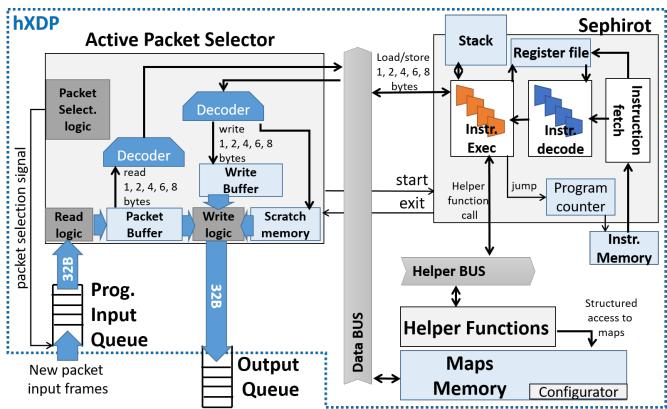 hXDP
Sephirot
Active Packet Selector
Stack
Register file
Load/store
1, 2, 4, 6, 8
bytes
Packet
Select.
logic
Decoder
Decoder
write
1, 2, 4, 6, 8
bytes
read
1, 2, 4, 6, 8
bytes
Instr.
Exec
Instr.
decode
Instruction
fetch
Write
Buffer
start
exit
Helper
function
call
jump
Program
counter
Instr.
Memory
packet selection signal
Read
logic
Packet
Buffer
Write
logic
Scratch
memory
32B
32B
Prog.
Input
Queue
New packet
input frames
Output
Queue
Data BUS
Helper BUS
Helper Functions
Structured
access to
maps
Maps
Memory
Configurator